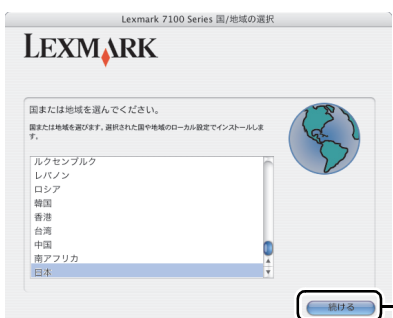 Lexmark 7100 Series 国/地域の選択
LEXMARK
国または地域を選んでください。
国または地域を選びます。選択された国や地域のローカル設定でインストールしま
す。
ルクセンブルク
レバノン
ロシア
韓国
香港
台湾
中国
南アフリカ
日本
続ける